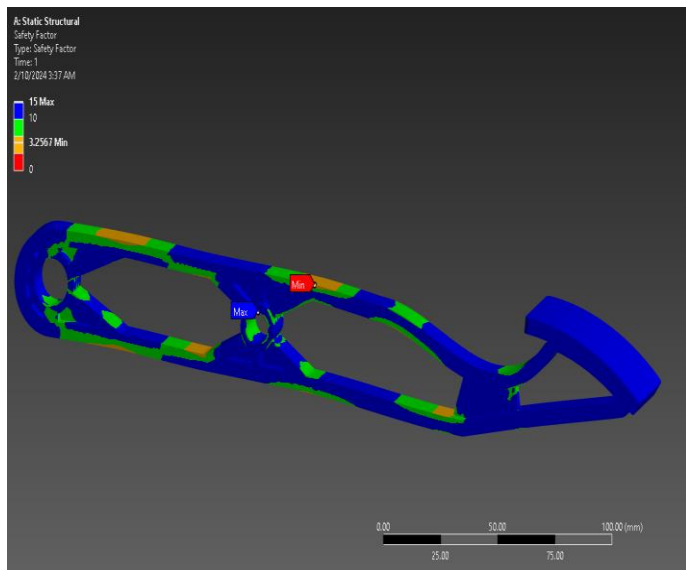 A: Static Structural
Safety Factor
Type: Safety Factor
Time: 1
2/10/2024 3:37 AM
15 Max
10
3.2567 Min
0
Min
Max
0.00 50.00 100.00 (mm)
25.00 75.00